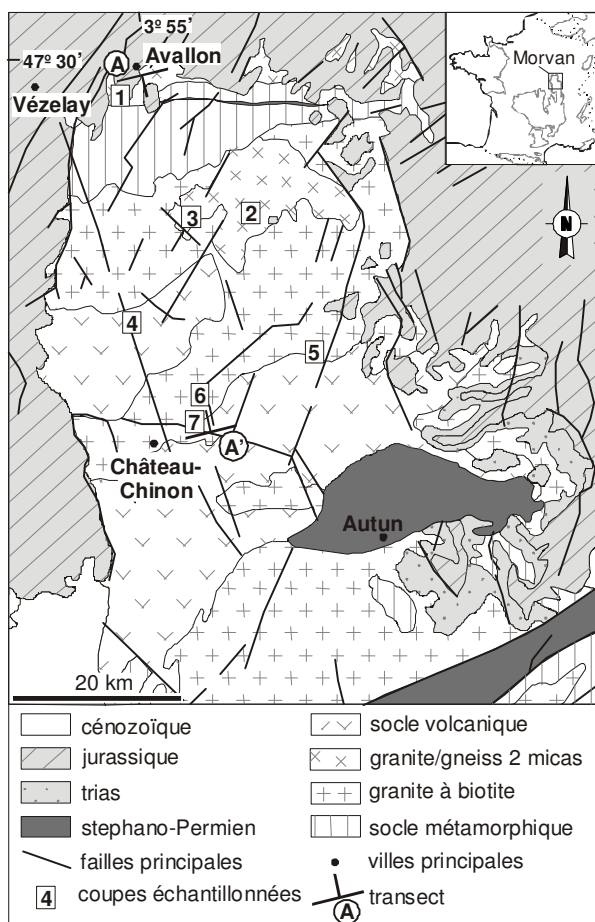 3º 55'
A
Avallon
Morvan
47º 30'
Vézelay
1
3
2
N
4
5
6
7
A'
Château-
Chinon
Autun
20 km
cénozoïque
socle volcanique
jurassique
granite/gneiss 2 micas
trias
granite à biotite
stephano-Permien
socle métamorphique
failles principales
villes principales
4
coupes échantillonnées
A
transect